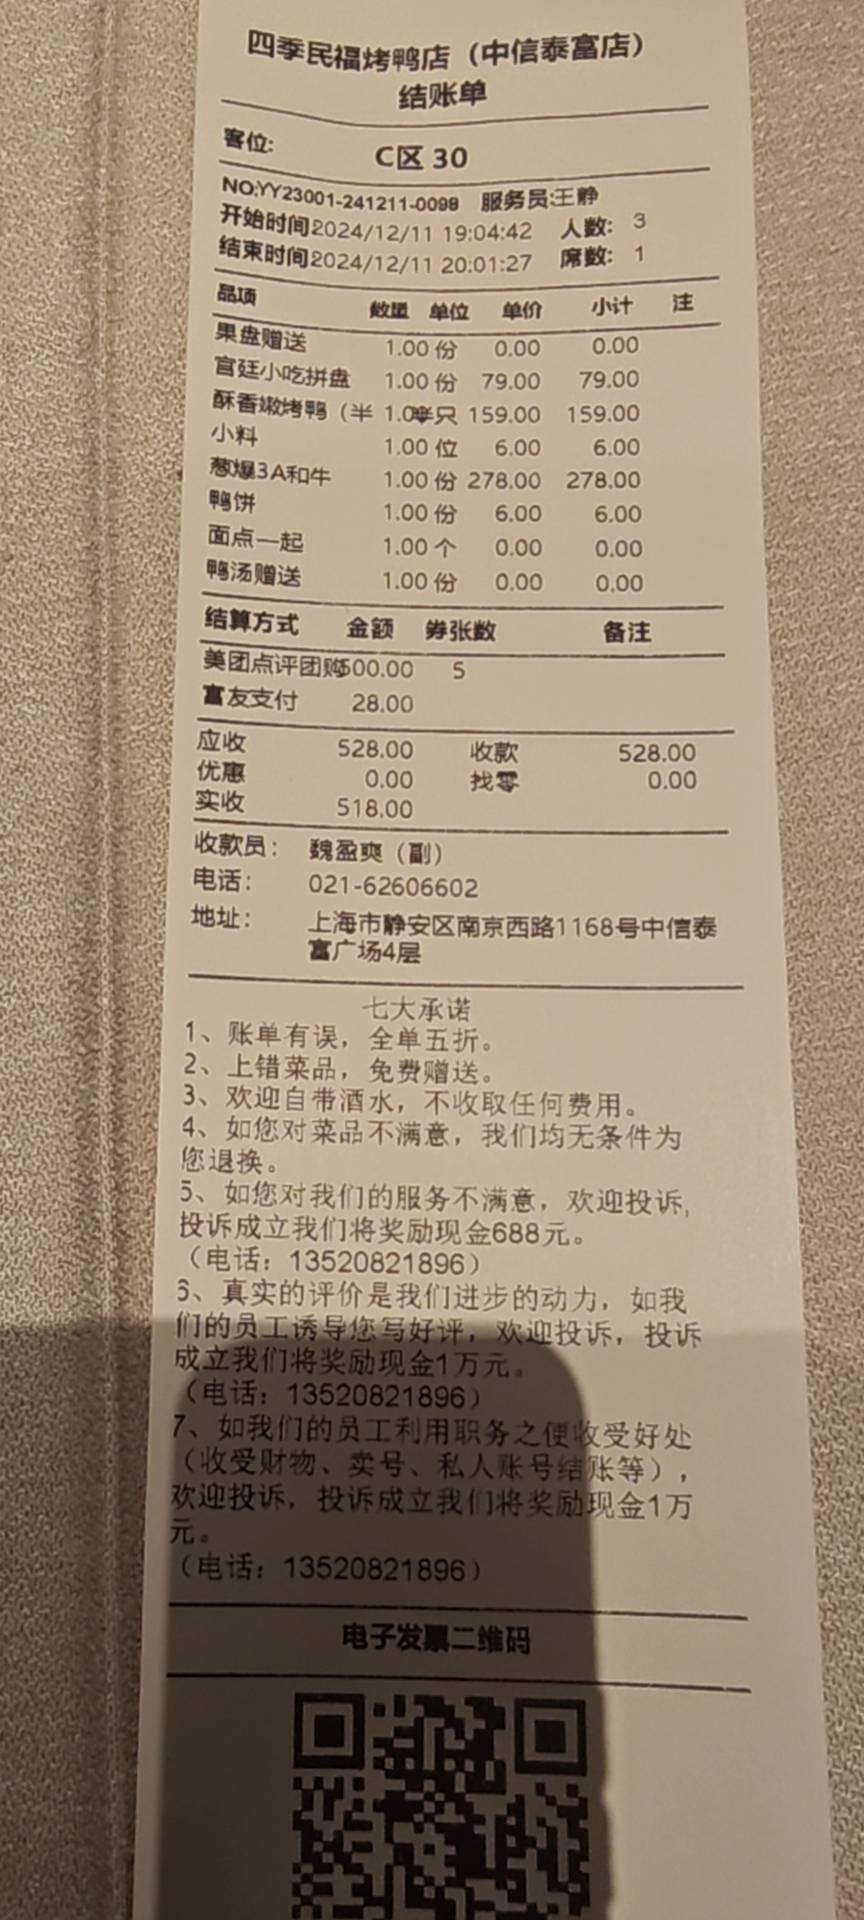 四季民福烤鸭店（中信泰富店）
结账单
客位: C区 30
NO:YY23001-241211-0098 服务员:王静
开始时间2024/12/11 19:04:42 人数: 3
结束时间2024/12/11 20:01:27 席数: 1
品项 数量 单位 单价 小计 注
果盘赠送 1.00 份 0.00 0.00
宫廷小吃拼盘 1.00 份 79.00 79.00
酥香嫩烤鸭（半 1.00 半只 159.00 159.00
小料 1.00 位 6.00 6.00
葱爆3A和牛 1.00 份 278.00 278.00
鸭饼 1.00 份 6.00 6.00
面点一起 1.00 个 0.00 0.00
鸭汤赠送 1.00 份 0.00 0.00
结算方式 金额 券张数 备注
美团点评团购500.00 5
富友支付 28.00
应收 528.00 收款 528.00
优惠 0.00 找零 0.00
实收 518.00
收款员： 魏盈爽（副）
电话： 021-62606602
地址： 上海市静安区南京西路1168号中信泰
富广场4层
七大承诺
1、账单有误，全单五折。
2、上错菜品，免费赠送。
3、欢迎自带酒水，不收取任何费用。
4、如您对菜品不满意，我们均无条件为
您退换。
5、如您对我们的服务不满意，欢迎投诉,
投诉成立我们将奖励现金688元。
（电话：13520821896）
6、真实的评价是我们进步的动力，如我
们的员工诱导您写好评，欢迎投诉，投诉
成立我们将奖励现金1万元。
（电话：13520821896）
7、如我们的员工利用职务之便收受好处
（收受财物、卖号、私人账号结账等），
欢迎投诉，投诉成立我们将奖励现金1万
元。
（电话：13520821896）
电子发票二维码